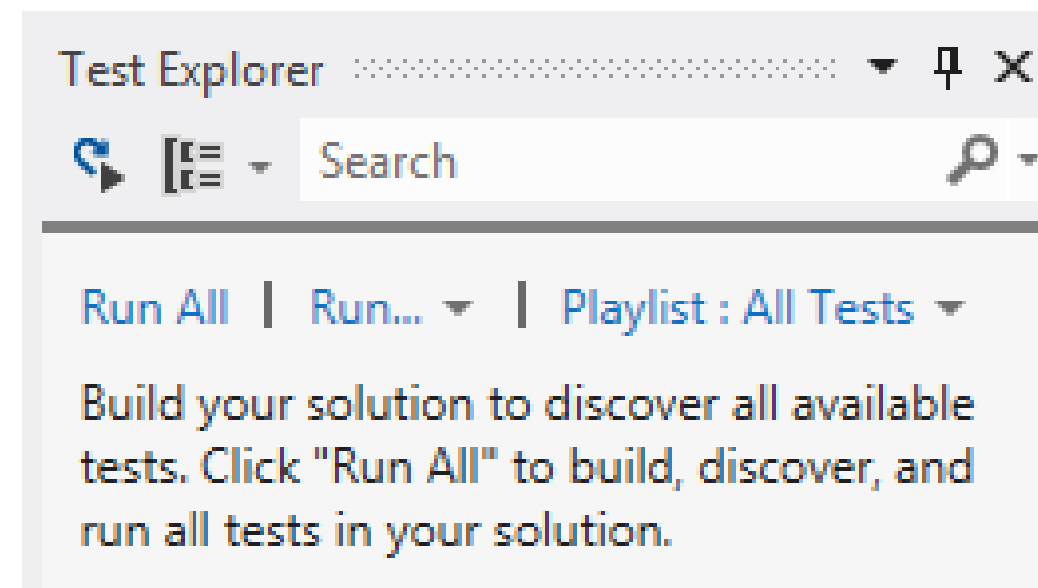 Test Explorer
Search
Run All | Run... | Playlist : All Tests
Build your solution to discover all available
tests. Click "Run All" to build, discover, and
run all tests in your solution.